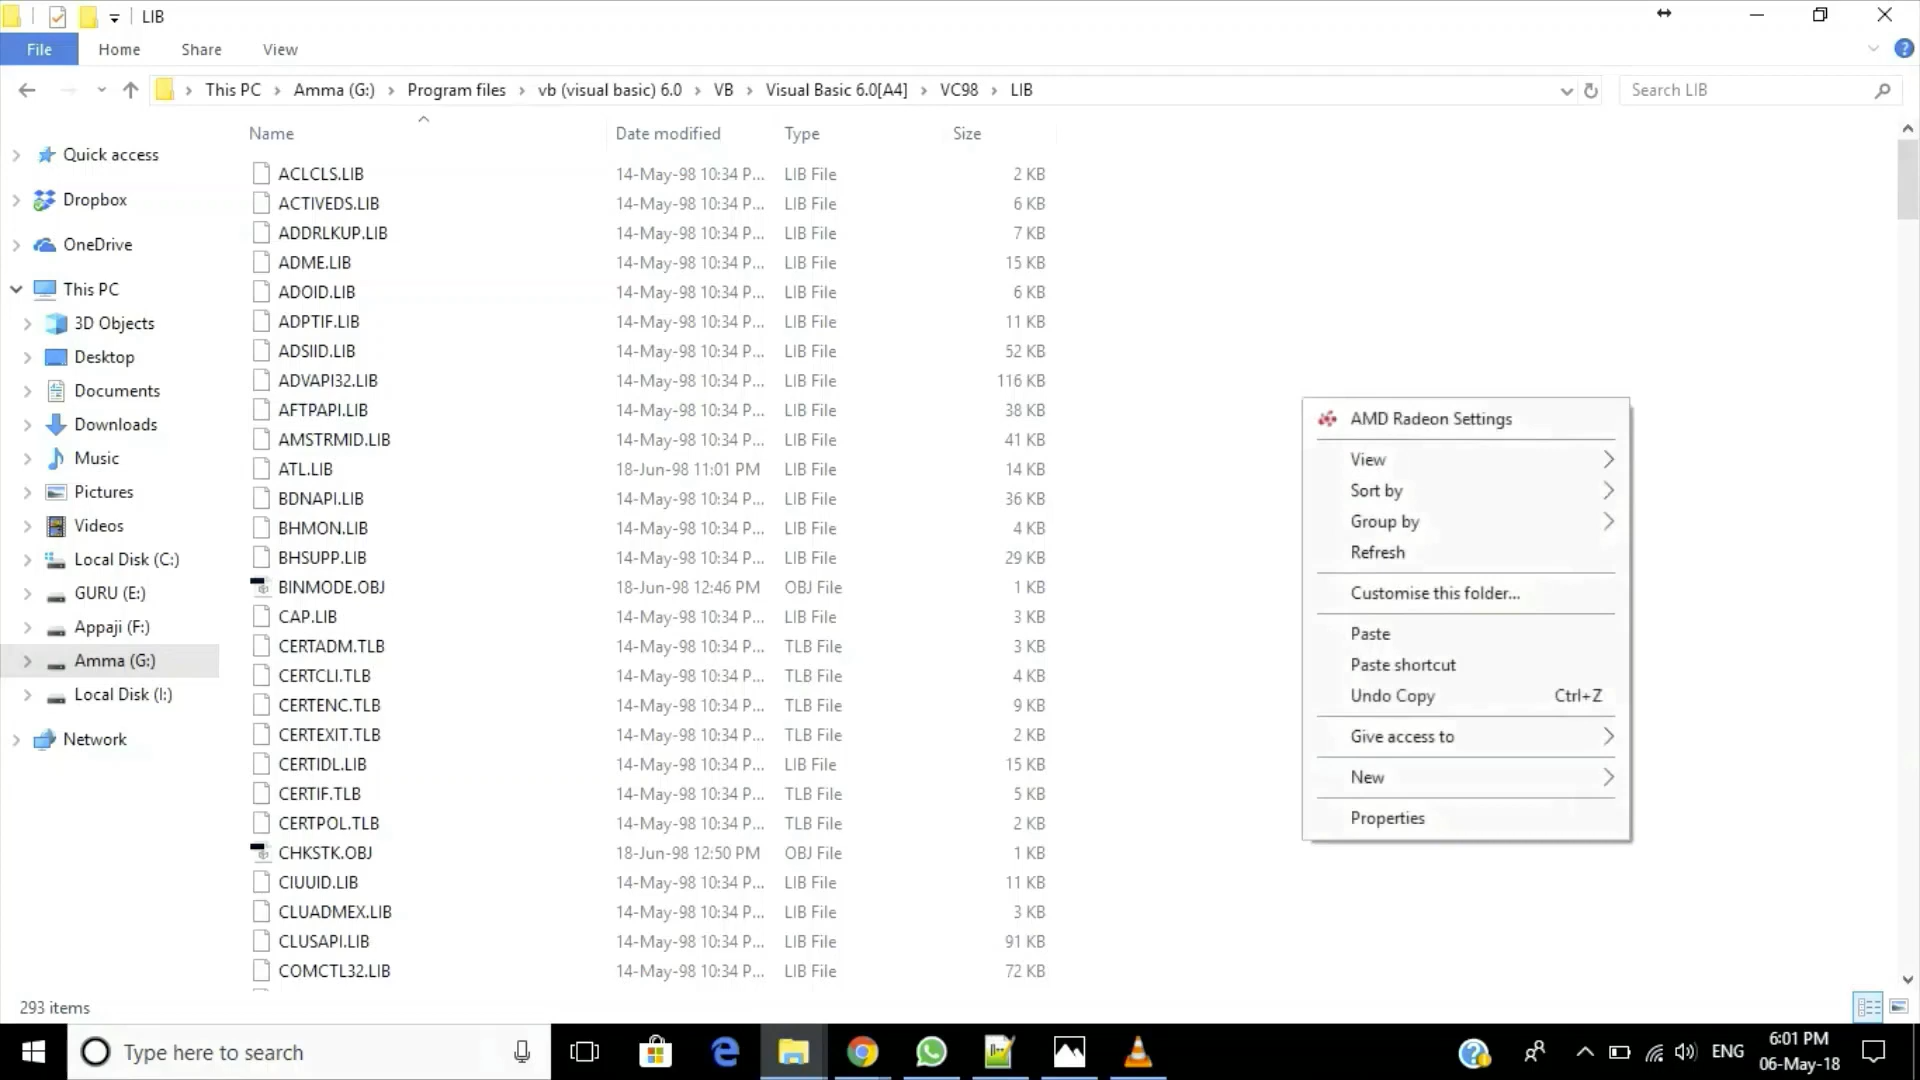 LIB
File Home Share View
This PC Amma (G:) Program files vb (visual basic) 6.0 VB Visual Basic 6.0[A4] VC98 LIB
Search LIB
Name Date modified Type Size
Quick access
Dropbox
OneDrive
This PC
3D Objects
Desktop
Documents
Downloads
Music
Pictures
Videos
Local Disk (C:)
GURU (E:)
Appaji (F:)
Amma (G:)
Local Disk (I:)
Network
ACLCLS.LIB 14-May-98 10:34 P... LIB File 2 KB
ACTIVEDS.LIB 14-May-98 10:34 P... LIB File 6 KB
ADDRLKUP.LIB 14-May-98 10:34 P... LIB File 7 KB
ADME.LIB 14-May-98 10:34 P... LIB File 15 KB
ADOID.LIB 14-May-98 10:34 P... LIB File 6 KB
ADPTIF.LIB 14-May-98 10:34 P... LIB File 11 KB
ADSIID.LIB 14-May-98 10:34 P... LIB File 52 KB
ADVAPI32.LIB 14-May-98 10:34 P... LIB File 116 KB
AFTPAPI.LIB 14-May-98 10:34 P... LIB File 38 KB
AMSTRMID.LIB 14-May-98 10:34 P... LIB File 41 KB
ATL.LIB 18-Jun-98 11:01 PM LIB File 14 KB
BDNAPI.LIB 14-May-98 10:34 P... LIB File 36 KB
BHMON.LIB 14-May-98 10:34 P... LIB File 4 KB
BHSUPP.LIB 14-May-98 10:34 P... LIB File 29 KB
BINMODE.OBJ 18-Jun-98 12:46 PM OBJ File 1 KB
CAP.LIB 14-May-98 10:34 P... LIB File 3 KB
CERTADM.TLB 14-May-98 10:34 P... TLB File 3 KB
CERTCLI.TLB 14-May-98 10:34 P... TLB File 4 KB
CERTENC.TLB 14-May-98 10:34 P... TLB File 9 KB
CERTEXIT.TLB 14-May-98 10:34 P... TLB File 2 KB
CERTIDL.LIB 14-May-98 10:34 P... LIB File 15 KB
CERTIF.TLB 14-May-98 10:34 P... TLB File 5 KB
CERTPOL.TLB 14-May-98 10:34 P... TLB File 2 KB
CHKSTK.OBJ 18-Jun-98 12:50 PM OBJ File 1 KB
CIUUID.LIB 14-May-98 10:34 P... LIB File 11 KB
CLUADMEX.LIB 14-May-98 10:34 P... LIB File 3 KB
CLUSAPI.LIB 14-May-98 10:34 P... LIB File 91 KB
COMCTL32.LIB 14-May-98 10:34 P... LIB File 72 KB
AMD Radeon Settings
View
Sort by
Group by
Refresh
Customise this folder...
Paste
Paste shortcut
Undo Copy Ctrl+Z
Give access to
New
Properties
293 items
Type here to search
ENG
6:01 PM
06-May-18